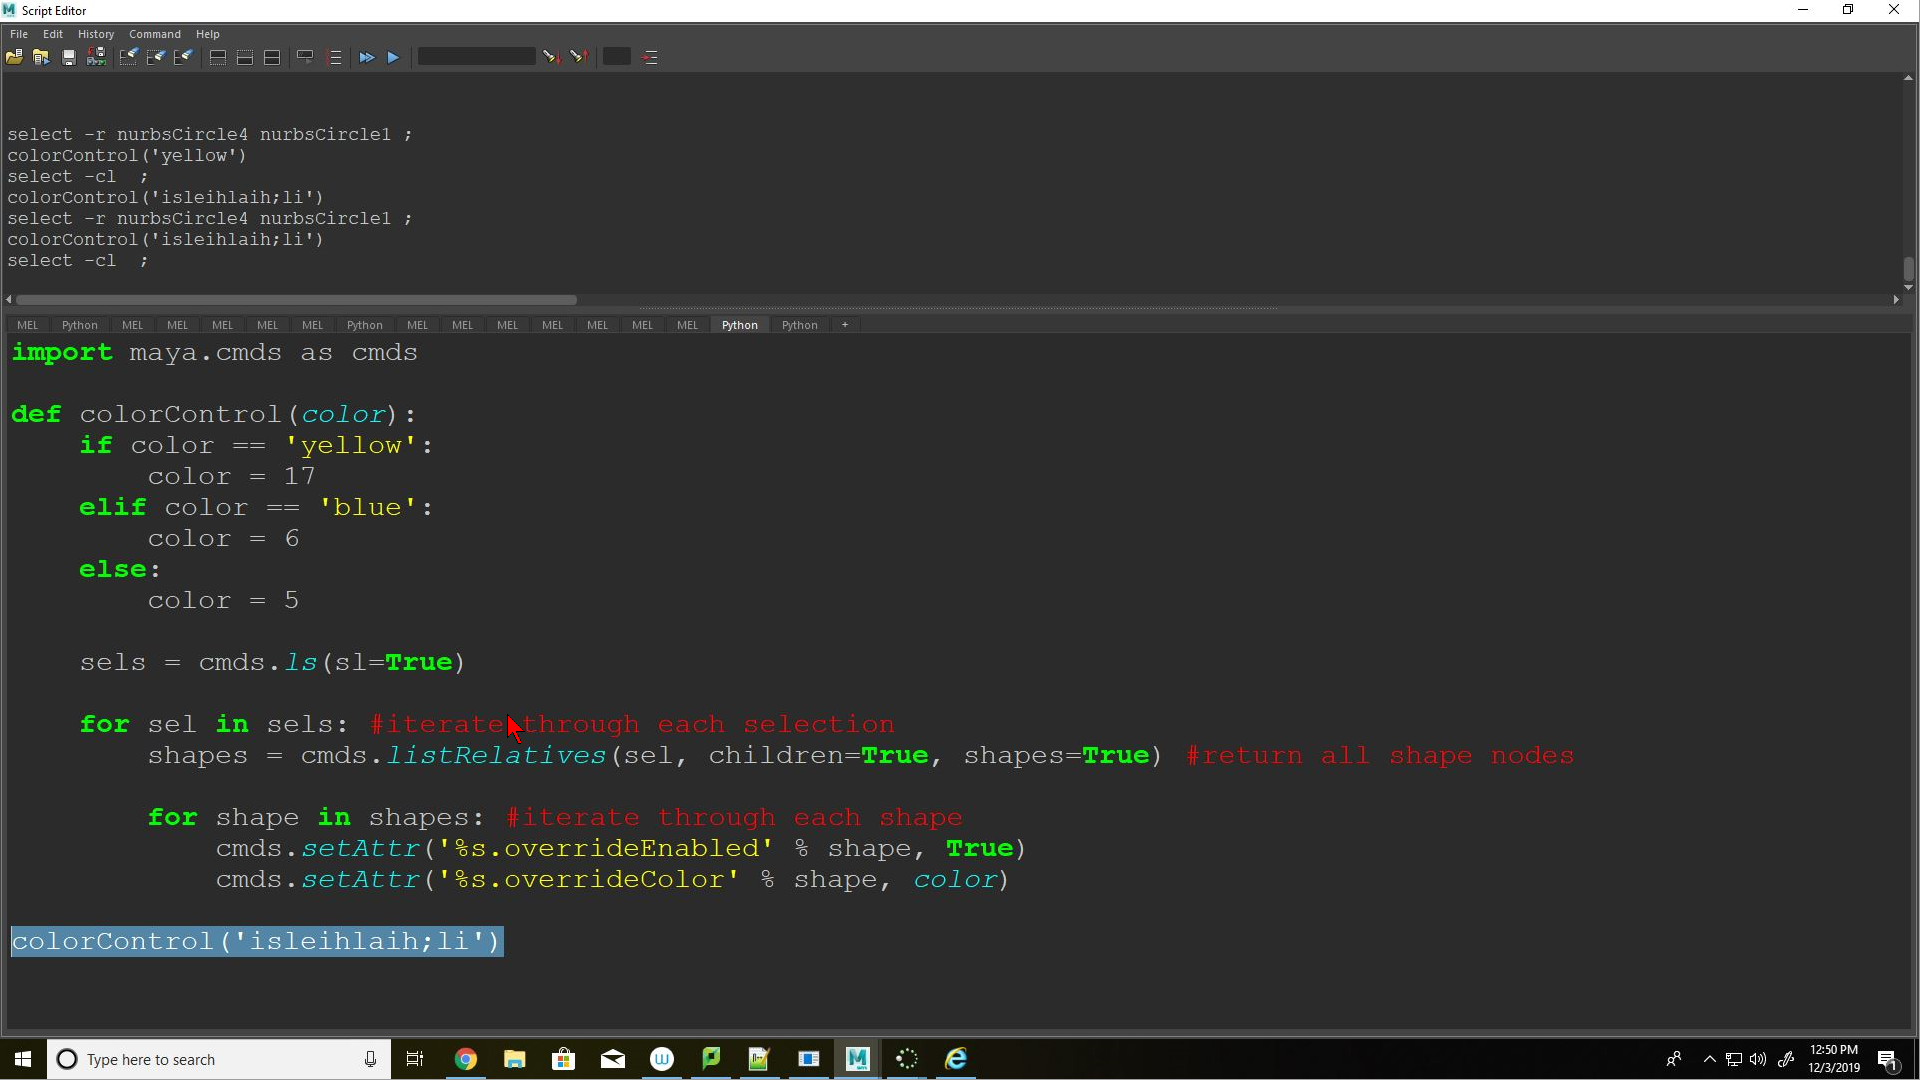 Script Editor
File Edit History Command Help
select -r nurbsCircle4 nurbsCircle1 ;
colorControl('yellow')
select -cl  ;
colorControl('isleihlaih;li')
select -r nurbsCircle4 nurbsCircle1 ;
colorControl('isleihlaih;li')
select -cl  ;
MEL Python MEL MEL MEL MEL MEL Python MEL MEL MEL MEL MEL MEL MEL Python Python +
import maya.cmds as cmds
def colorControl(color):
    if color == 'yellow':
        color = 17
    elif color == 'blue':
        color = 6
    else:
        color = 5
    sels = cmds.ls(sl=True)
    for sel in sels: #iterate through each selection
        shapes = cmds.listRelatives(sel, children=True, shapes=True) #return all shape nodes
        for shape in shapes: #iterate through each shape
            cmds.setAttr('%s.overrideEnabled' % shape, True)
            cmds.setAttr('%s.overrideColor' % shape, color)
colorControl('isleihlaih;li')
Type here to search
12:50 PM
12/3/2019
1